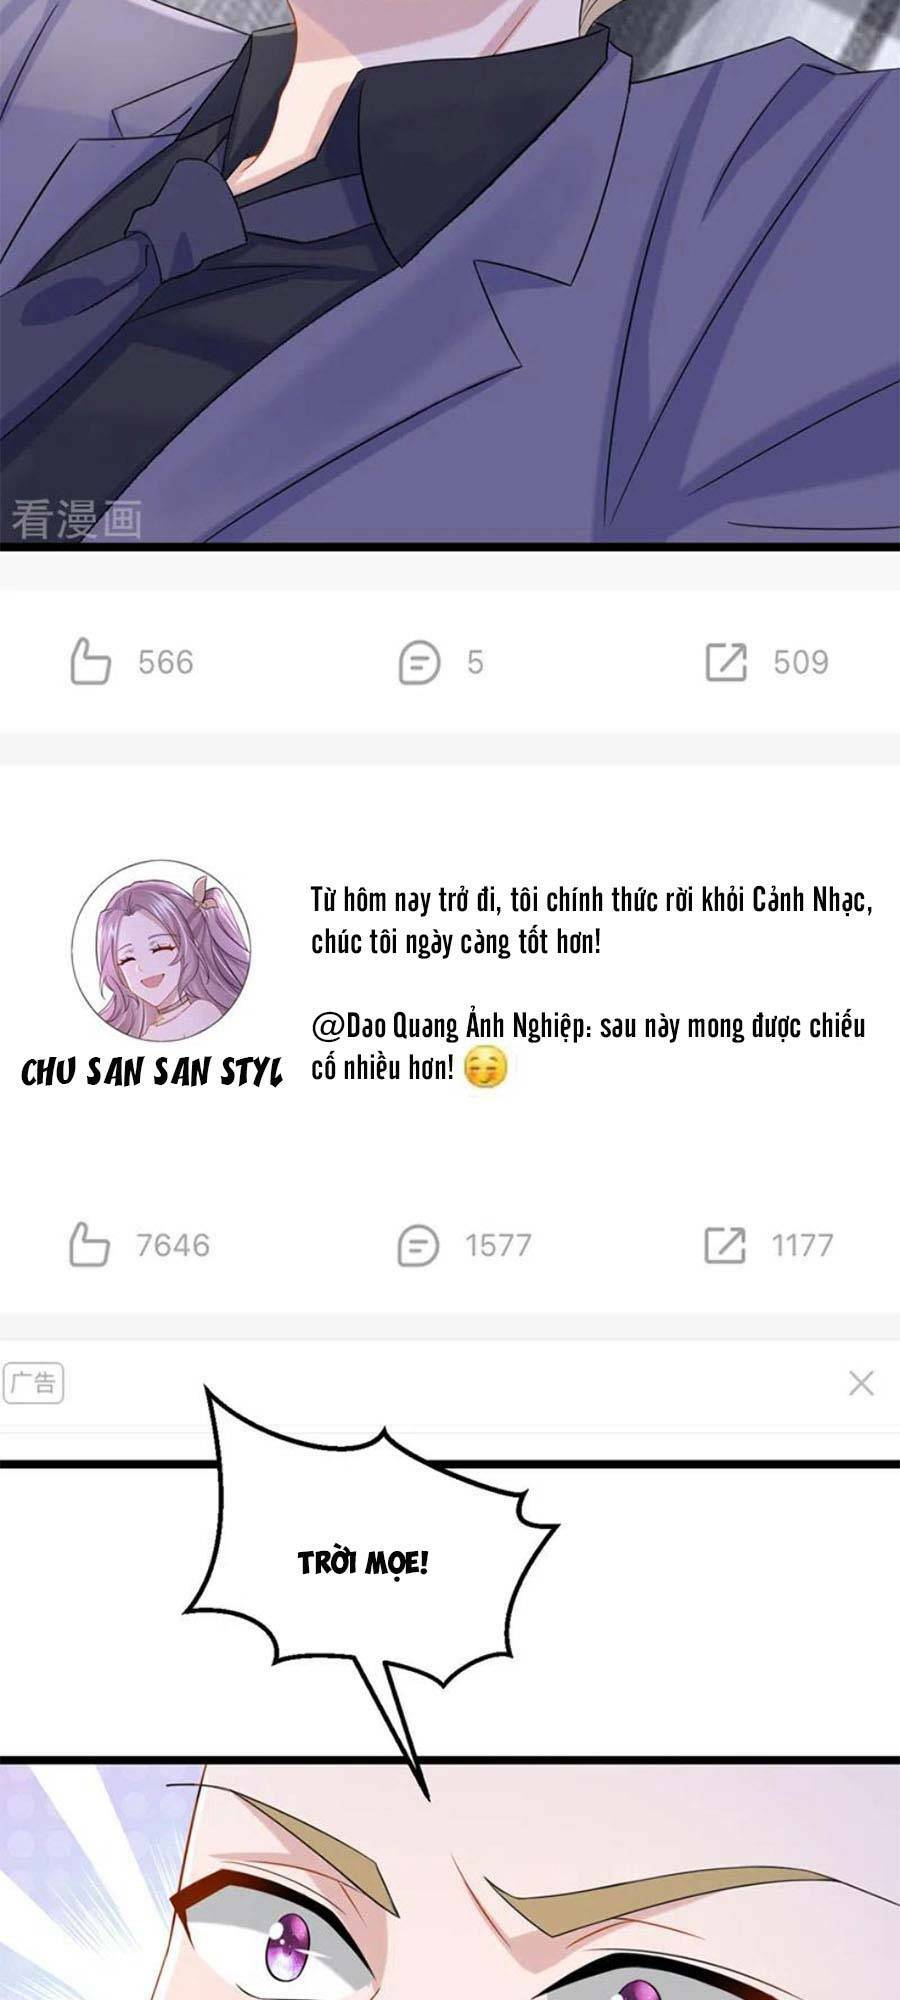 看漫画
566
5
509
Từ hôm nay trở đi, tôi chính thức rời khỏi Cảnh Nhạc,
chúc tôi ngày càng tốt hơn!
@Dao Quang Ảnh Nghiệp: sau này mong được chiếu
cố nhiều hơn! 😊
CHU SAN SAN STYL
7646
1577
1177
广告
TRỜI MẸ!